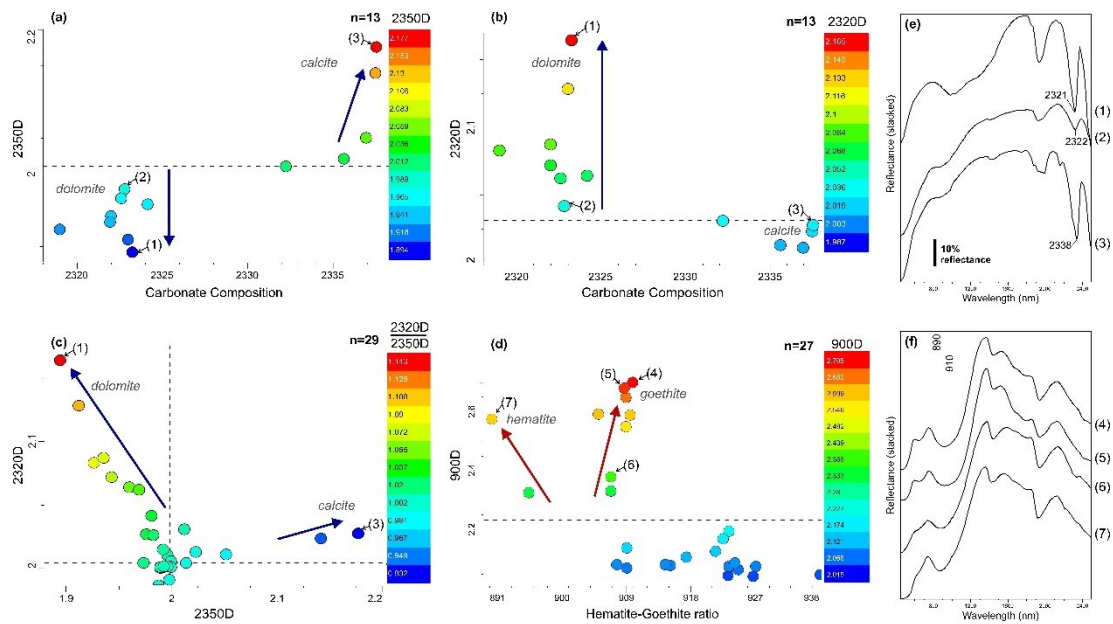 (a)
n=13
2350D
2.177
2.153
2.13
2.106
2.083
2.059
2.036
2.012
1.989
1.965
1.941
1.918
1.894
2.2
2
2350D
(3)
calcite
dolomite
(2)
(1)
2320
2325
2330
2335
Carbonate Composition
(b)
n=13
2320D
2.165
2.149
2.133
2.116
2.1
2.084
2.068
2.052
2.036
2.019
2.003
1.987
2.1
2
2320D
(1)
dolomite
(2)
(3)
calcite
2320
2325
2330
2335
Carbonate Composition
(e)
Reflectance (stacked)
2321
(1)
2322
(2)
2338
(3)
10%
reflectance
Wavelength (nm)
(c)
n=29
2320D
2350D
1.143
1.125
1.108
1.09
1.072
1.055
1.037
1.02
1.002
0.984
0.967
0.949
0.932
2.1
2
2320D
(1)
dolomite
calcite
(3)
1.9
2
2.1
2.2
2350D
(d)
n=27
900D
2.705
2.652
2.546
2.492
2.439
2.333
2.28
2.227
2.174
2.121
2.068
2.015
2.8
2.4
2.2
900D
(5)
(4)
goethite
(7)
hematite
(6)
891
900
909
918
927
936
Hematite-Goethite ratio
(f)
890
910
Reflectance (stacked)
(4)
(5)
(6)
(7)
Wavelength (nm)